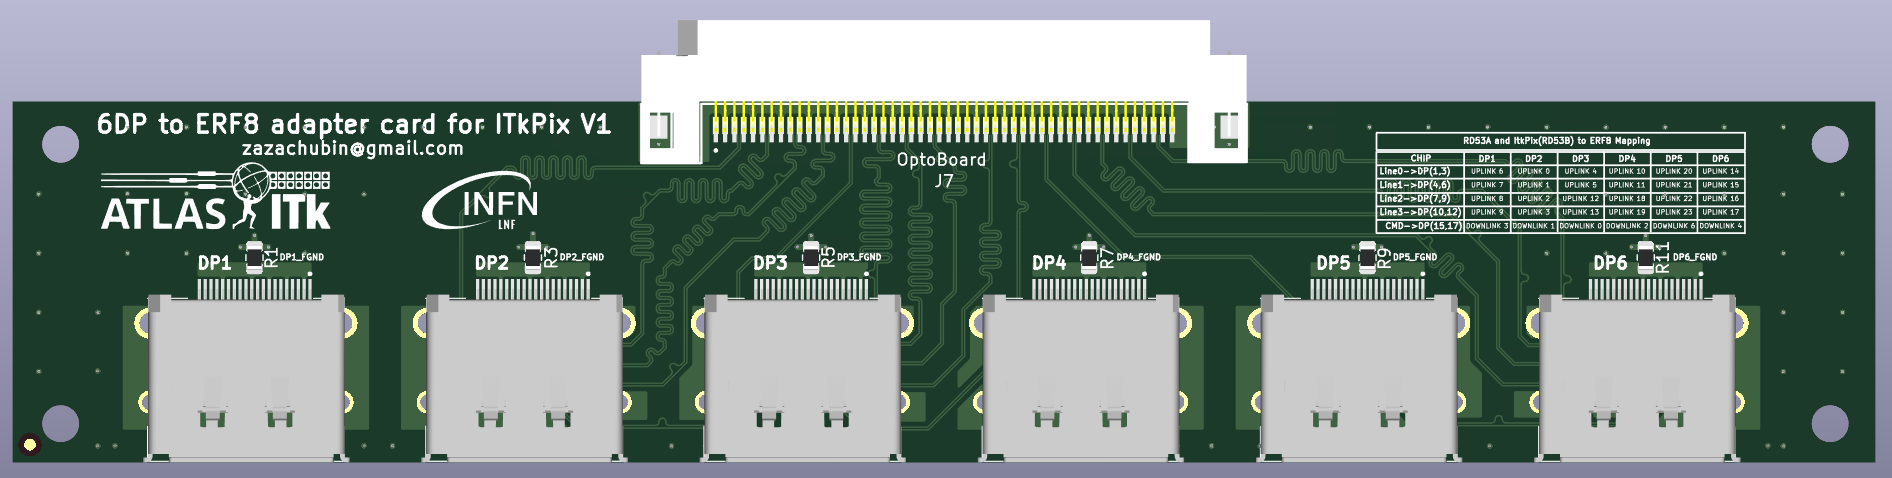 6DP to ERF8 adapter card for ITkPix V1
zazachubin@gmail.com
ATLAS ITk
INFN
LNF
OptoBoard
J7
RD53A and ItkPix(RD53B) to ERF8 Mapping
CHIP DP1 DP2 DP3 DP4 DP5 DP6
Line0->DP(1,3) UPLINK 6 UPLINK 0 UPLINK 4 UPLINK 10 UPLINK 20 UPLINK 14
Line1->DP(4,6) UPLINK 7 UPLINK 1 UPLINK 5 UPLINK 11 UPLINK 21 UPLINK 15
Line2->DP(7,9) UPLINK 8 UPLINK 2 UPLINK 12 UPLINK 18 UPLINK 22 UPLINK 16
Line3->DP(10,12) UPLINK 9 UPLINK 3 UPLINK 13 UPLINK 19 UPLINK 23 UPLINK 17
CMD->DP(15,17) DOWNLINK 3 DOWNLINK 1 DOWNLINK 0 DOWNLINK 2 DOWNLINK 6 DOWNLINK 4
DP1 R1 DP1_FGND
DP2 R3 DP2_FGND
DP3 R5 DP3_FGND
DP4 R7 DP4_FGND
DP5 R9 DP5_FGND
DP6 R11 DP6_FGND